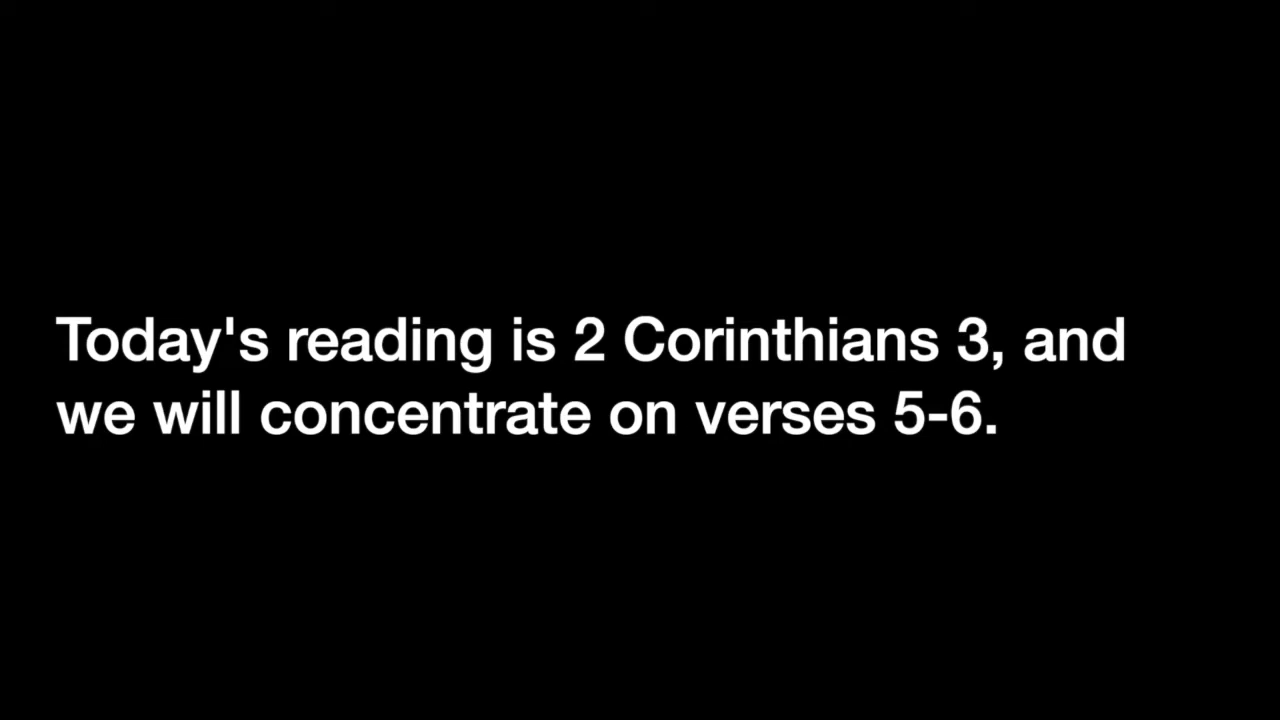 Today's reading is 2 Corinthians 3, and
we will concentrate on verses 5-6.